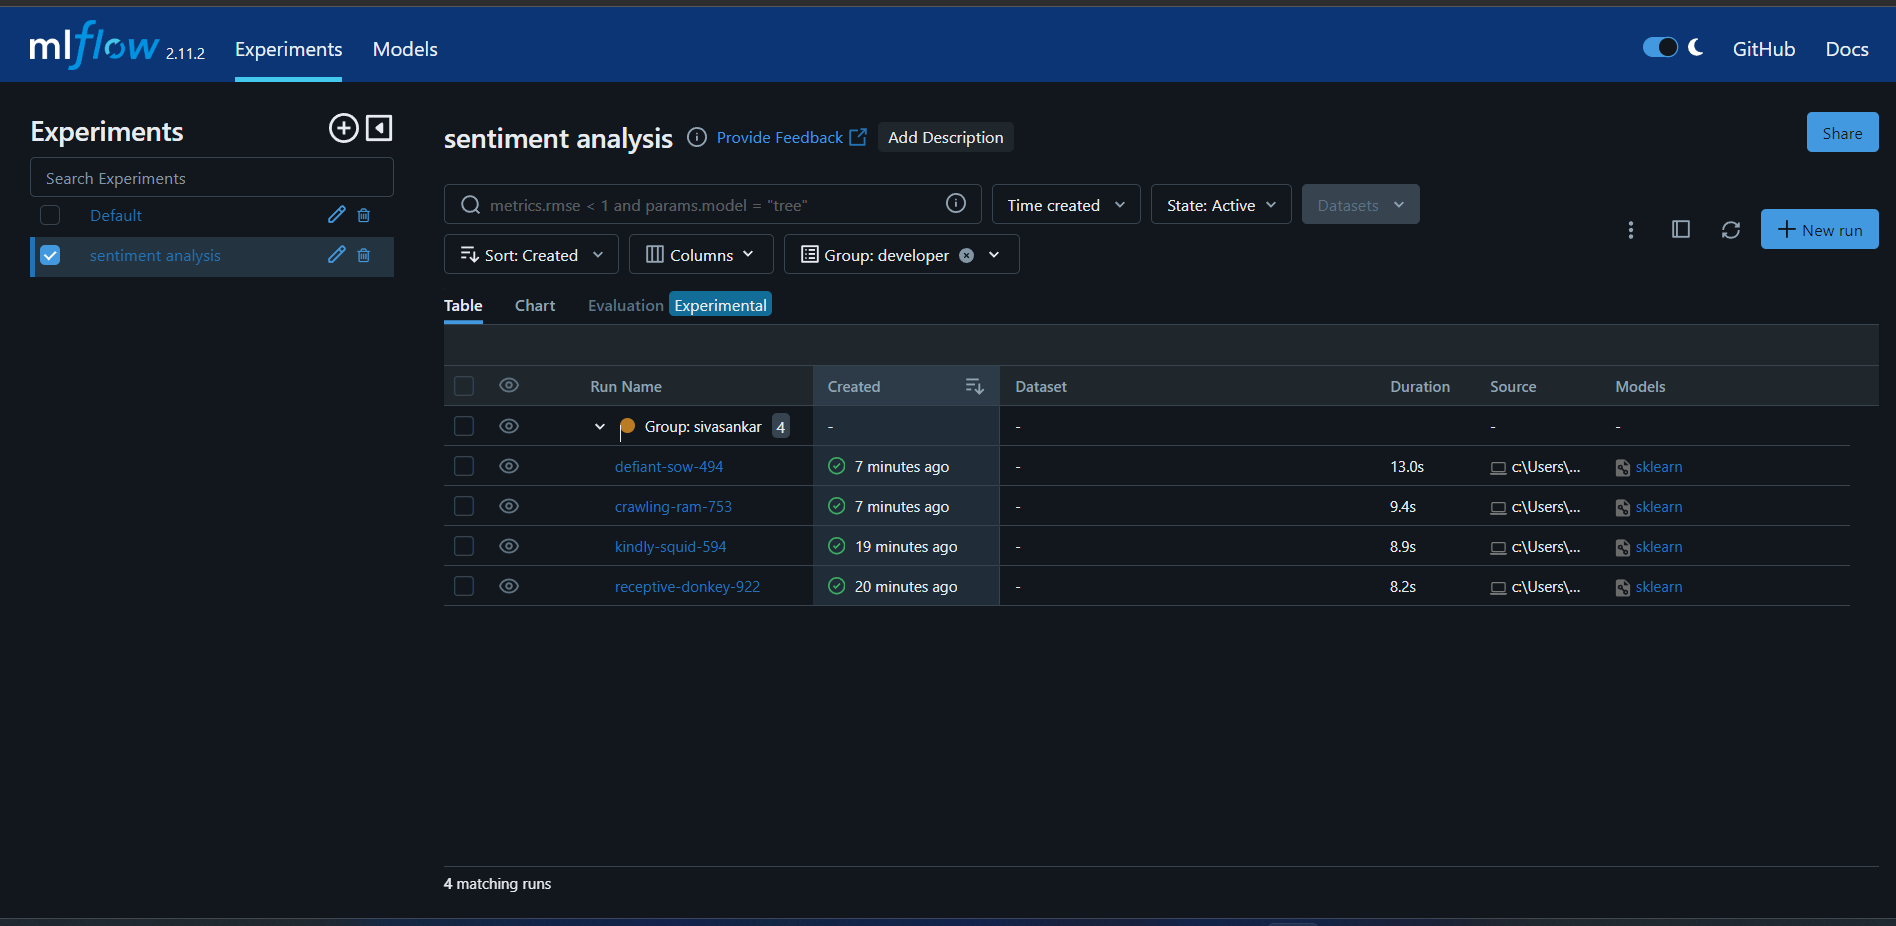 mlflow 2.11.2 Experiments Models GitHub Docs
Experiments
Search Experiments
Default
sentiment analysis
sentiment analysis Provide Feedback Add Description Share
metrics.rmse < 1 and params.model = "tree" Time created State: Active Datasets
New run
Sort: Created Columns Group: developer
Table Chart Evaluation Experimental
Run Name Created Dataset Duration Source Models
Group: sivasankar 4 - - - -
defiant-sow-494 7 minutes ago - 13.0s c:\Users\... sklearn
crawling-ram-753 7 minutes ago - 9.4s c:\Users\... sklearn
kindly-squid-594 19 minutes ago - 8.9s c:\Users\... sklearn
receptive-donkey-922 20 minutes ago - 8.2s c:\Users\... sklearn
4 matching runs